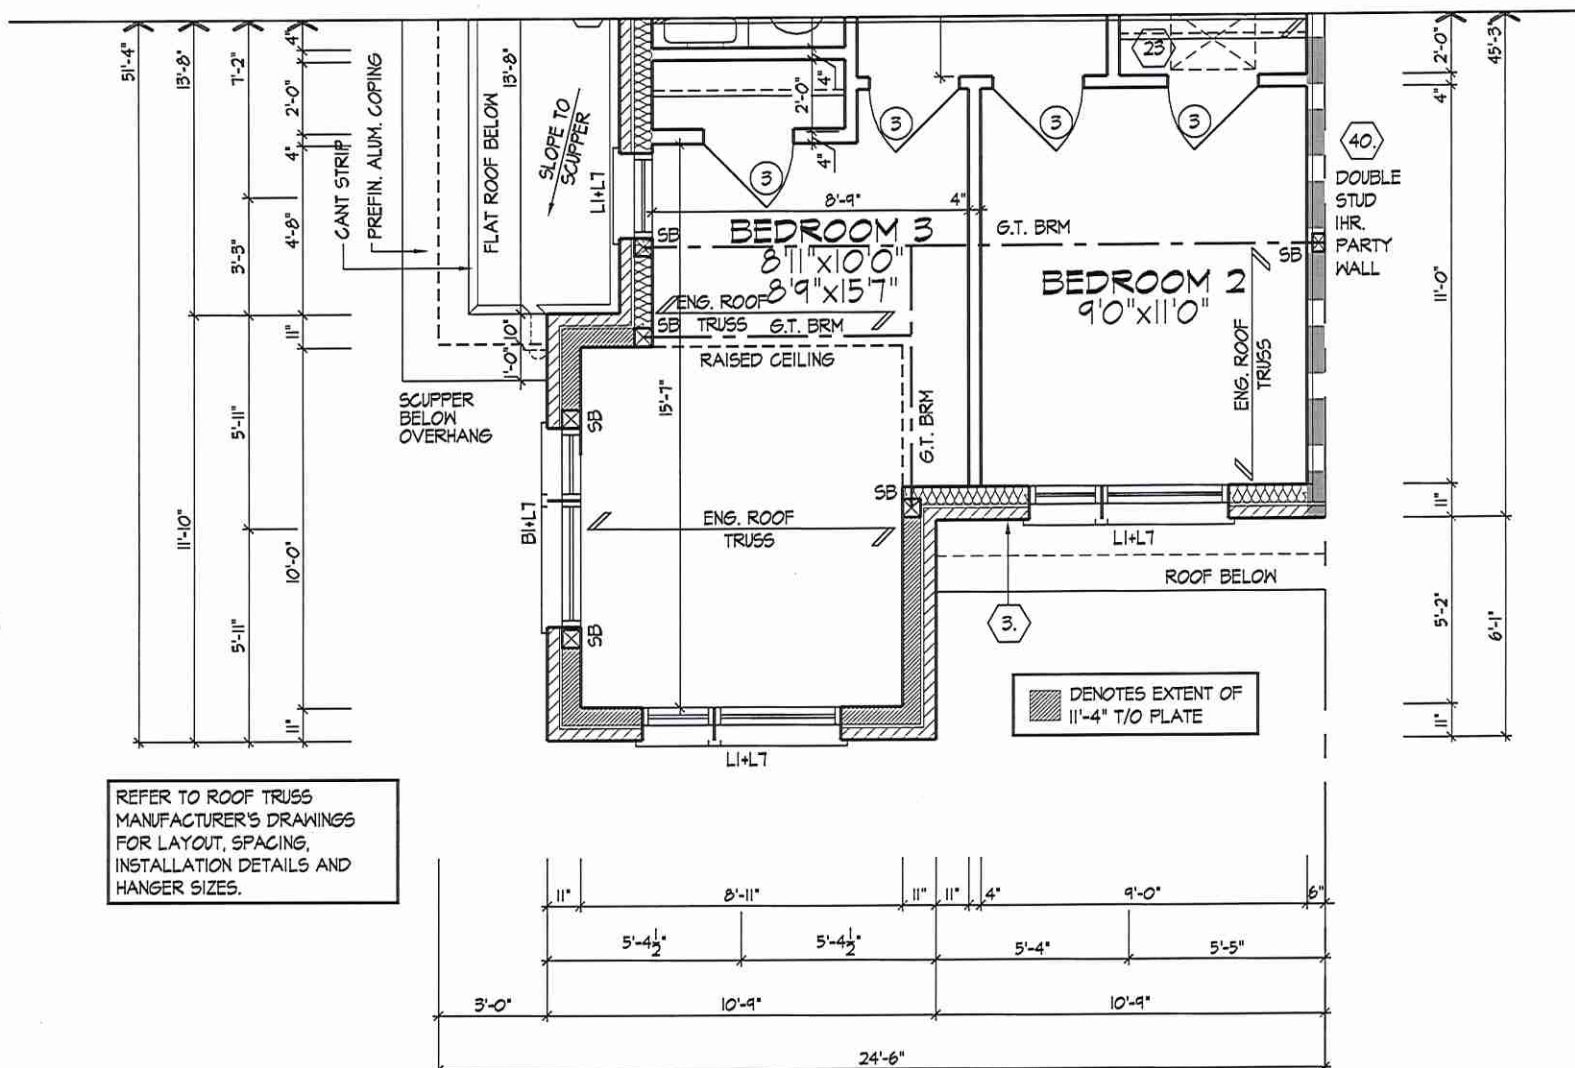 51'-4"
13'-8"
7'-2"
4"
2'-0"
4"
4'-8"
3'-3"
11"
5'-11"
11'-10"
10'-0"
5'-11"
11"
CANT STRIP
PREFIN. ALUM. COPING
FLAT ROOF BELOW
13'-8"
SLOPE TO
SCUPPER
L1+L7
10"
1'-0"
SCUPPER
BELOW
OVERHANG
2'-0"
4"
4"
3
3
3
3
23
8'-9"
4"
SB
BEDROOM 3
8'11"x10'0"
8'9"x15'7"
G.T. BRM
BEDROOM 2
9'0"x11'0"
SB
ENG. ROOF
TRUSS
SB
G.T. BRM
RAISED CEILING
15'-7"
G.T. BRM
ENG. ROOF
TRUSS
SB
B1+L7
SB
SB
ENG. ROOF
TRUSS
L1+L7
L1+L7
ROOF BELOW
3.
40.
DOUBLE
STUD
1HR.
PARTY
WALL
2'-0"
45'-3"
4"
11'-0"
11"
5'-2"
6'-1"
11"
DENOTES EXTENT OF
11'-4" T/O PLATE
REFER TO ROOF TRUSS
MANUFACTURER'S DRAWINGS
FOR LAYOUT, SPACING,
INSTALLATION DETAILS AND
HANGER SIZES.
11" 8'-11" 11" 11" 4" 9'-0" 6"
5'-4½" 5'-4½" 5'-4" 5'-5"
3'-0" 10'-9" 10'-9"
24'-6"